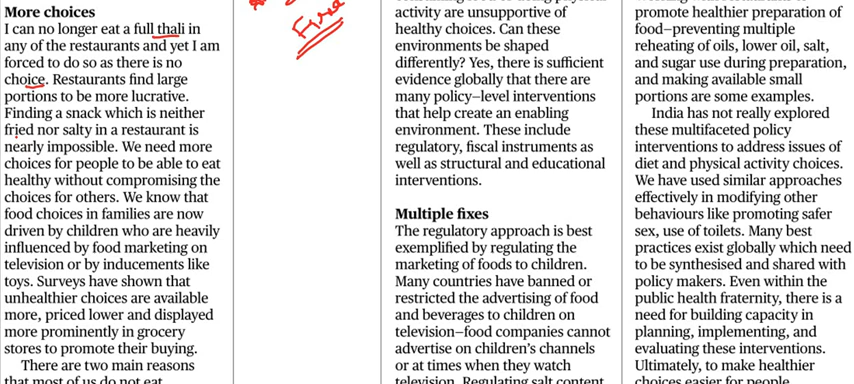 More choices
I can no longer eat a full thali in
any of the restaurants and yet I am
forced to do so as there is no
choice. Restaurants find large
portions to be more lucrative.
Finding a snack which is neither
fried nor salty in a restaurant is
nearly impossible. We need more
choices for people to be able to eat
healthy without compromising the
choices for others. We know that
food choices in families are now
driven by children who are heavily
influenced by food marketing on
television or by inducements like
toys. Surveys have shown that
unhealthier choices are available
more, priced lower and displayed
more prominently in grocery
stores to promote their buying.
There are two main reasons
that most of us do not eat
activity are unsupportive of
healthy choices. Can these
environments be shaped
differently? Yes, there is sufficient
evidence globally that there are
many policy—level interventions
that help create an enabling
environment. These include
regulatory, fiscal instruments as
well as structural and educational
interventions.
Multiple fixes
The regulatory approach is best
exemplified by regulating the
marketing of foods to children.
Many countries have banned or
restricted the advertising of food
and beverages to children on
television—food companies cannot
advertise on children's channels
or at times when they watch
television. Regulating salt content
promote healthier preparation of
food—preventing multiple
reheating of oils, lower oil, salt,
and sugar use during preparation,
and making available small
portions are some examples.
India has not really explored
these multifaceted policy
interventions to address issues of
diet and physical activity choices.
We have used similar approaches
effectively in modifying other
behaviours like promoting safer
sex, use of toilets. Many best
practices exist globally which need
to be synthesised and shared with
policy makers. Even within the
public health fraternity, there is a
need for building capacity in
planning, implementing, and
evaluating these interventions.
Ultimately, to make healthier
choices easier for people